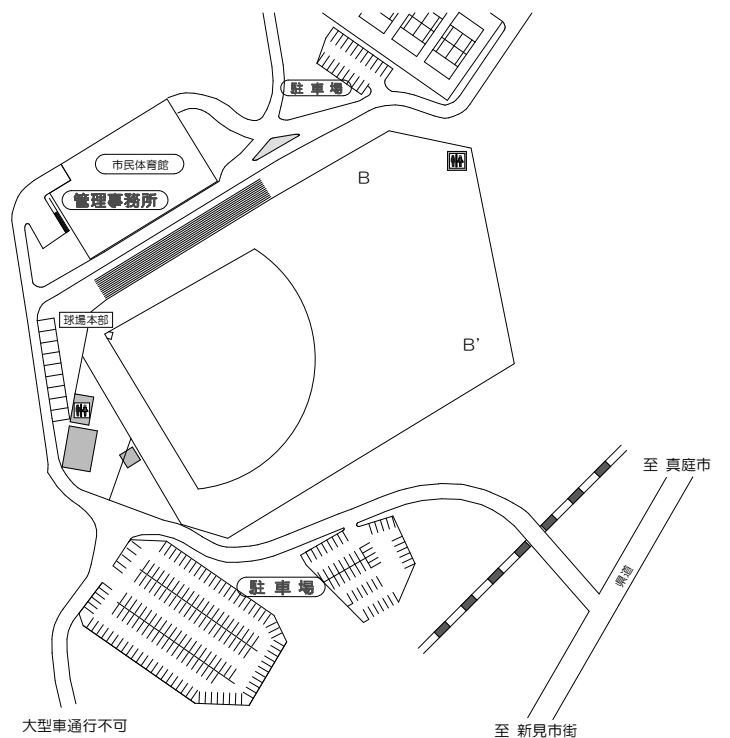 駐車場
市民体育館
管理事務所
B
球場本部
B'
至 真庭市
県道
駐車場
大型車通行不可
至 新見市街